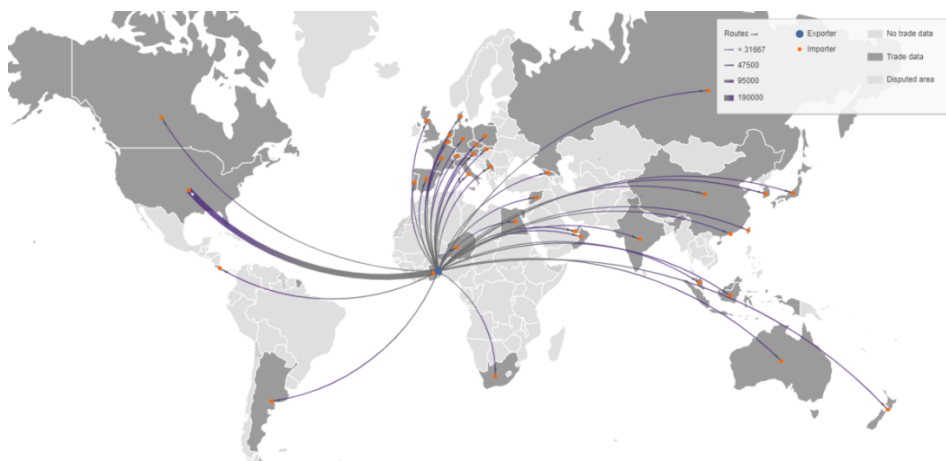 Routes →
< 31667
47500
95000
190000
Exporter
Importer
No trade data
Trade data
Disputed area